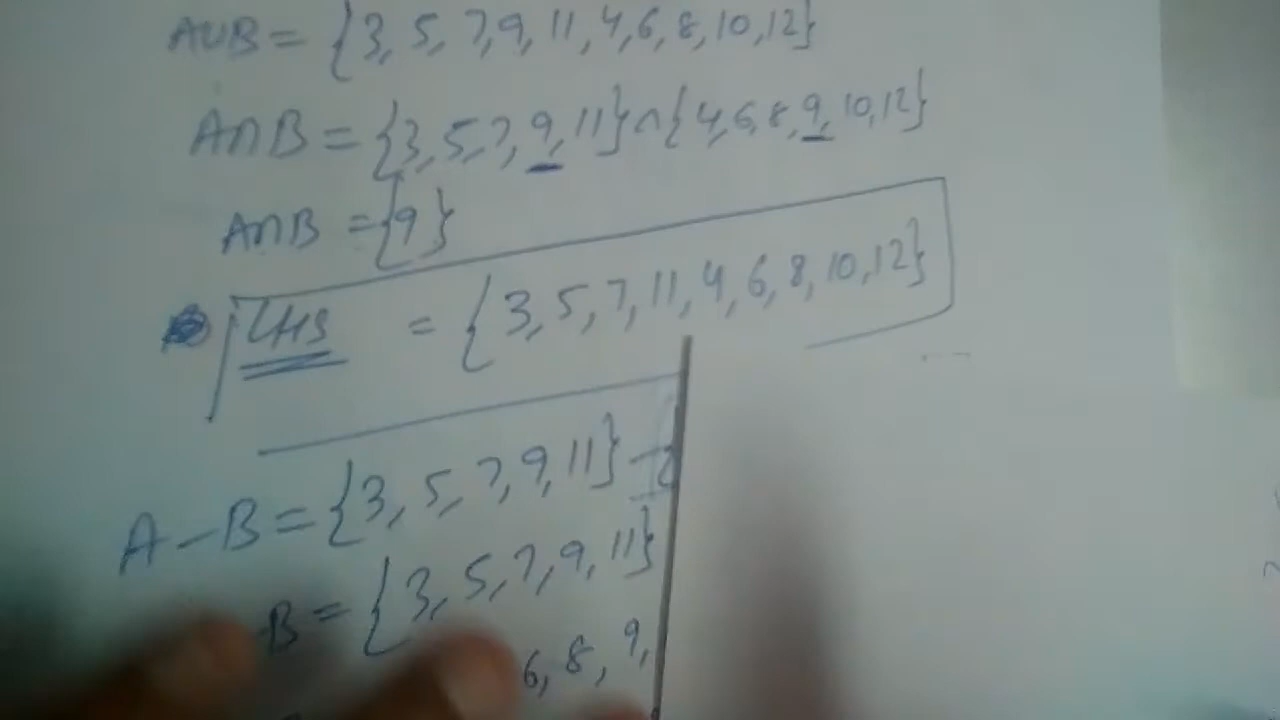 A∪B = {3, 5, 7, 9, 11, 4, 6, 8, 10, 12}
A∩B = {3, 5, 7, 9, 11} ∩ {4, 6, 8, 9, 10, 12}
A∩B = {9}
LHS = {3, 5, 7, 11, 4, 6, 8, 10, 12}
A – B = {3, 5, 7, 9, 11} –
– B = {3, 5, 7, 9, 11}
6, 8, 9,